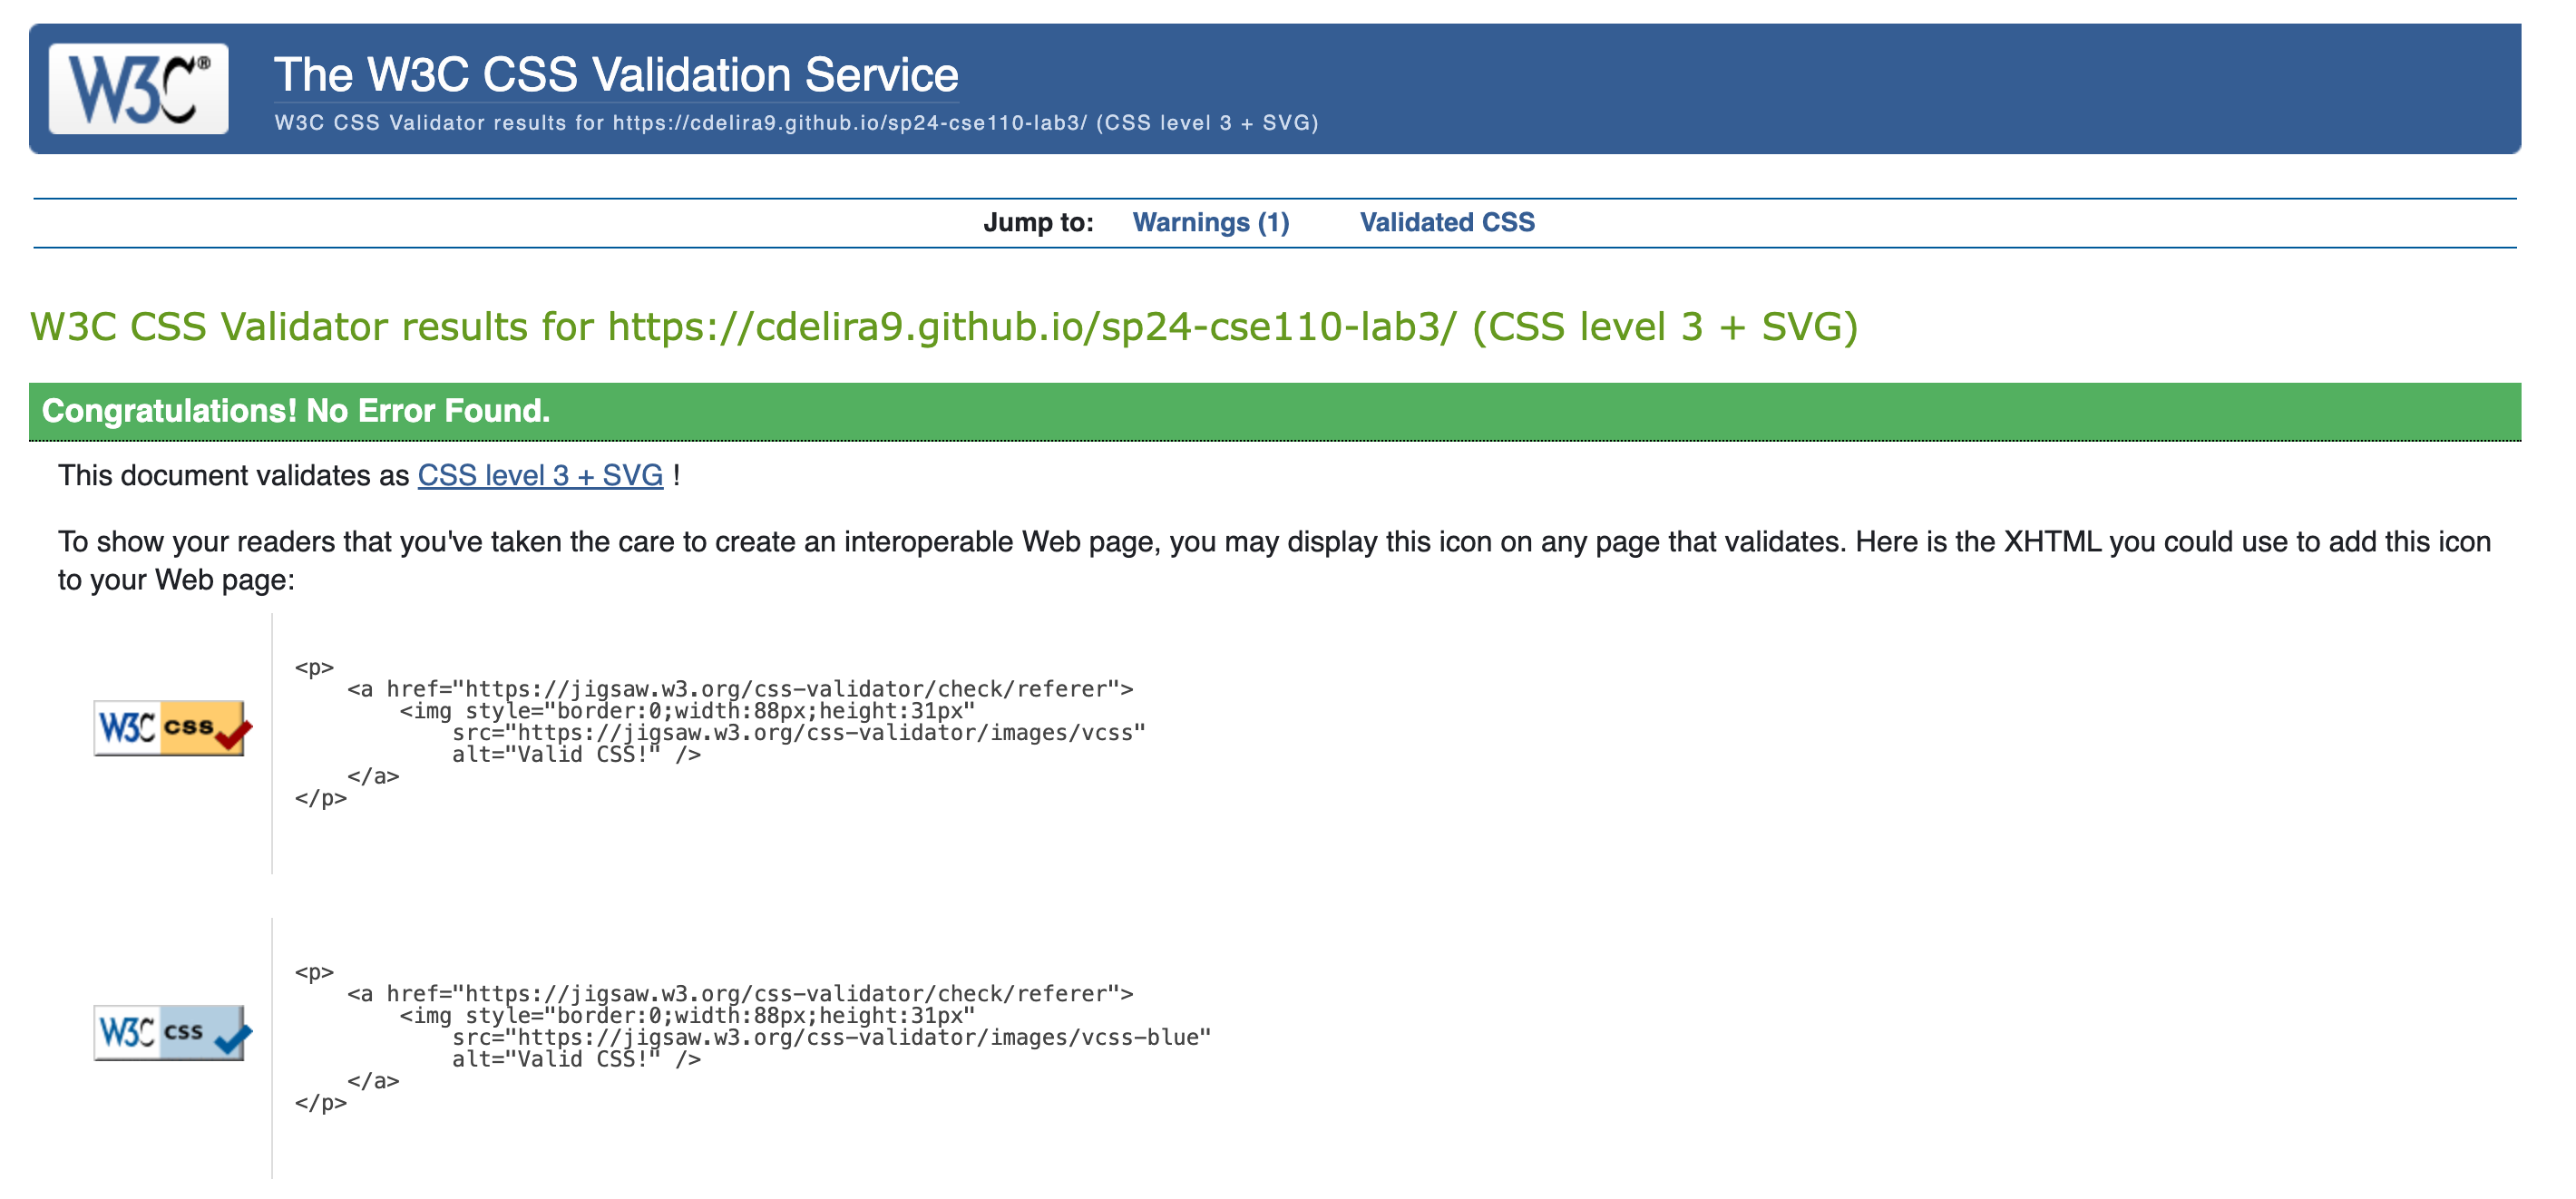 W3C®
The W3C CSS Validation Service
W3C CSS Validator results for https://cdelira9.github.io/sp24-cse110-lab3/ (CSS level 3 + SVG)
Jump to: Warnings (1) Validated CSS
W3C CSS Validator results for https://cdelira9.github.io/sp24-cse110-lab3/ (CSS level 3 + SVG)
Congratulations! No Error Found.
This document validates as CSS level 3 + SVG !
To show your readers that you've taken the care to create an interoperable Web page, you may display this icon on any page that validates. Here is the XHTML you could use to add this icon
to your Web page:
<p>
    <a href="https://jigsaw.w3.org/css-validator/check/referer">
        <img style="border:0;width:88px;height:31px"
W3C css
            src="https://jigsaw.w3.org/css-validator/images/vcss"
            alt="Valid CSS!" />
    </a>
</p>
<p>
    <a href="https://jigsaw.w3.org/css-validator/check/referer">
        <img style="border:0;width:88px;height:31px"
W3C css
            src="https://jigsaw.w3.org/css-validator/images/vcss-blue"
            alt="Valid CSS!" />
    </a>
</p>